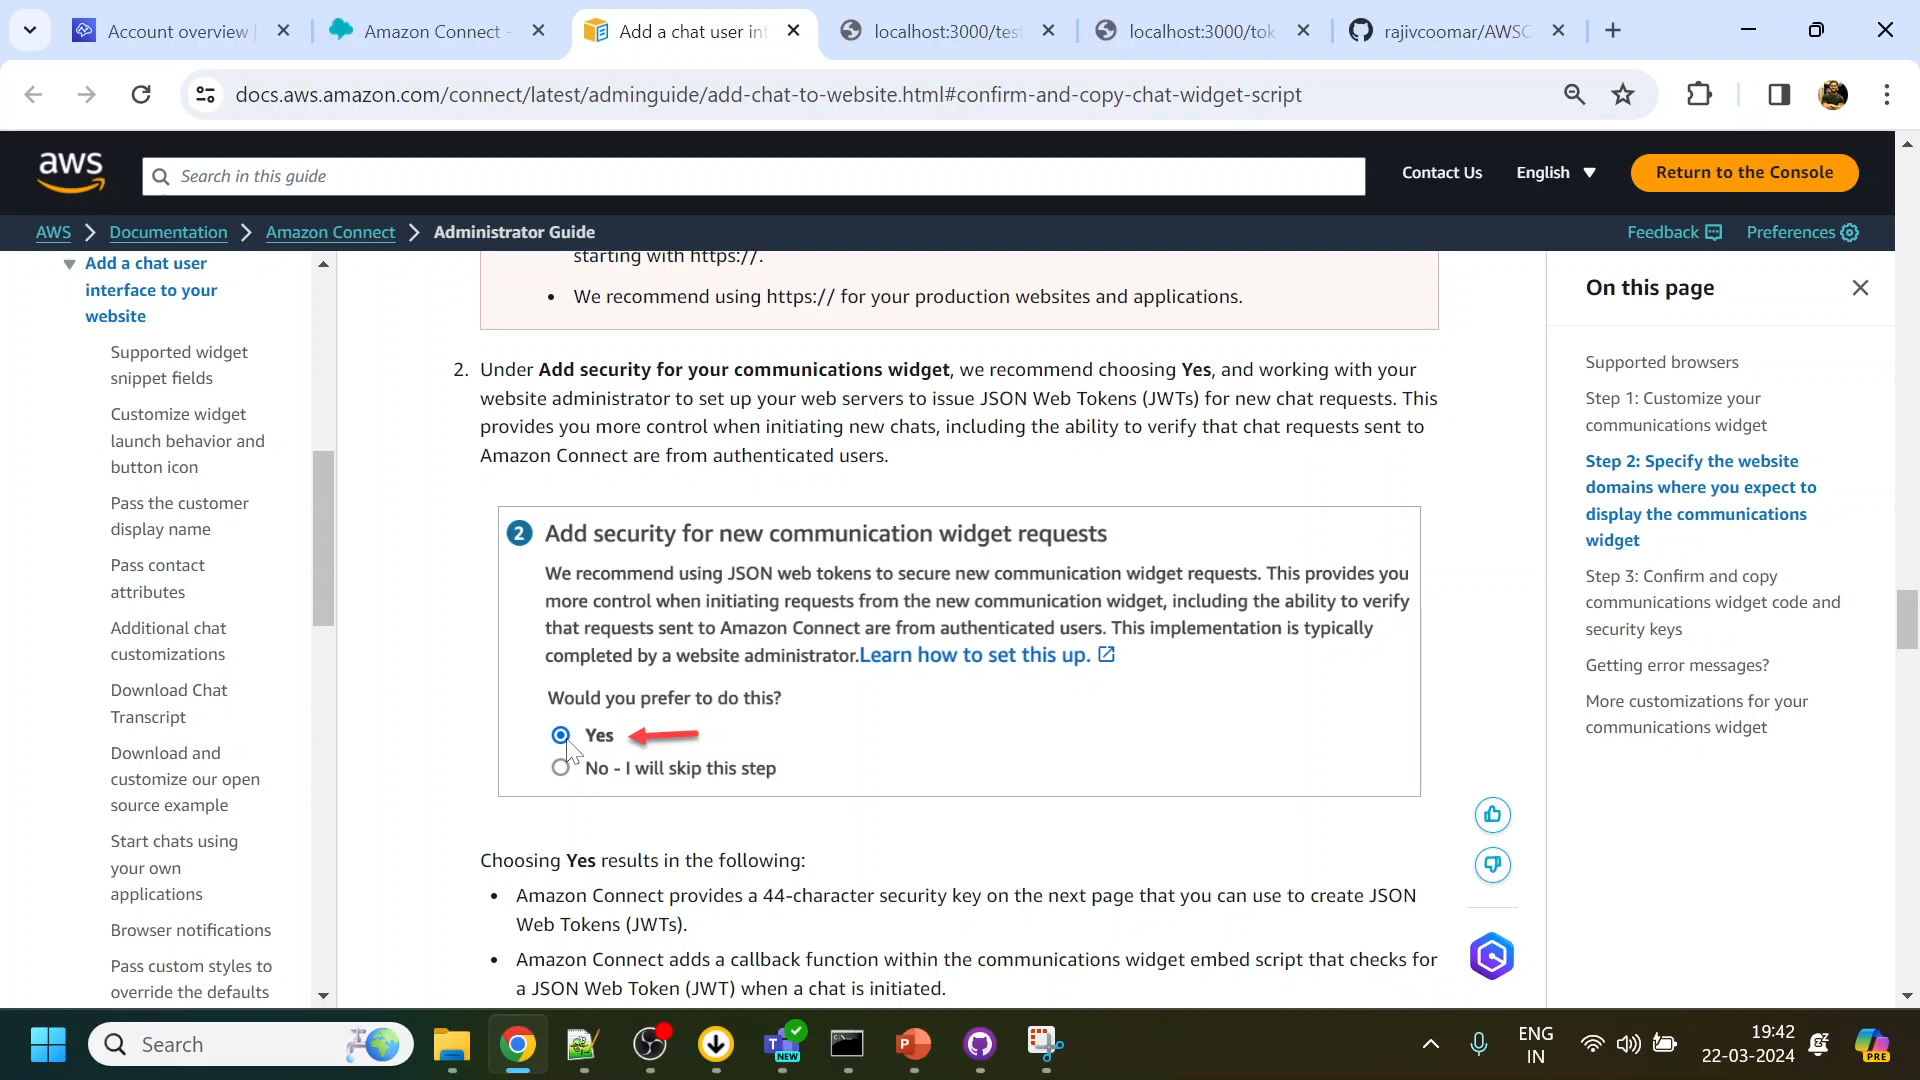 Account overview
Amazon Connect -
Add a chat user int
localhost:3000/test
localhost:3000/tok
rajivcoomar/AWSC
docs.aws.amazon.com/connect/latest/adminguide/add-chat-to-website.html#confirm-and-copy-chat-widget-script
aws
Search in this guide
Contact Us
English
Return to the Console
AWS
Documentation
Amazon Connect
Administrator Guide
Feedback
Preferences
Add a chat user
interface to your
website
Supported widget
snippet fields
Customize widget
launch behavior and
button icon
Pass the customer
display name
Pass contact
attributes
Additional chat
customizations
Download Chat
Transcript
Download and
customize our open
source example
Start chats using
your own
applications
Browser notifications
Pass custom styles to
override the defaults
starting with https://.
• We recommend using https:// for your production websites and applications.
2. Under Add security for your communications widget, we recommend choosing Yes, and working with your
website administrator to set up your web servers to issue JSON Web Tokens (JWTs) for new chat requests. This
provides you more control when initiating new chats, including the ability to verify that chat requests sent to
Amazon Connect are from authenticated users.
2 Add security for new communication widget requests
We recommend using JSON web tokens to secure new communication widget requests. This provides you
more control when initiating requests from the new communication widget, including the ability to verify
that requests sent to Amazon Connect are from authenticated users. This implementation is typically
completed by a website administrator.Learn how to set this up.
Would you prefer to do this?
Yes
No - I will skip this step
Choosing Yes results in the following:
• Amazon Connect provides a 44-character security key on the next page that you can use to create JSON
Web Tokens (JWTs).
• Amazon Connect adds a callback function within the communications widget embed script that checks for
a JSON Web Token (JWT) when a chat is initiated.
On this page
Supported browsers
Step 1: Customize your
communications widget
Step 2: Specify the website
domains where you expect to
display the communications
widget
Step 3: Confirm and copy
communications widget code and
security keys
Getting error messages?
More customizations for your
communications widget
Search
NEW
ENG
IN
19:42
22-03-2024
PRE